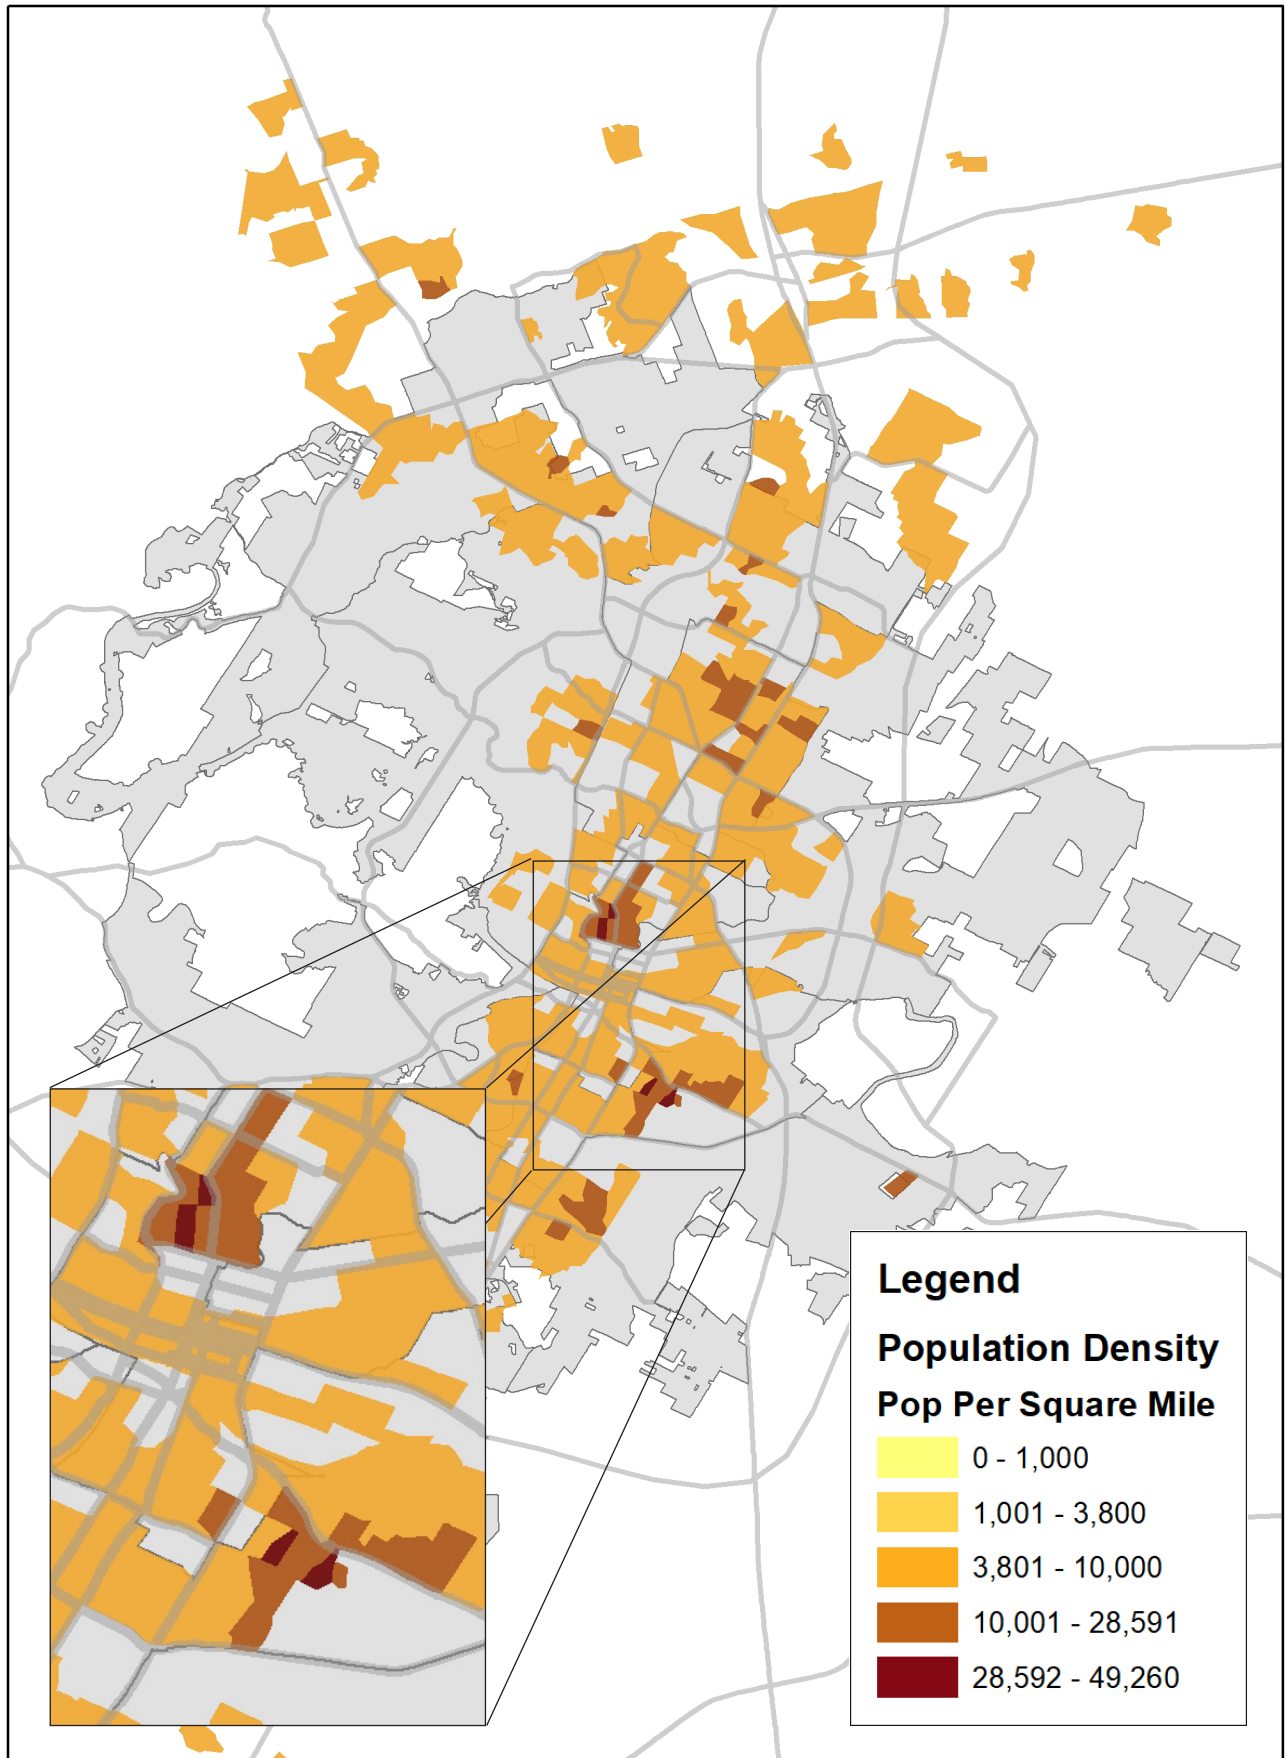 Legend
Population Density
Pop Per Square Mile
0 - 1,000
1,001 - 3,800
3,801 - 10,000
10,001 - 28,591
28,592 - 49,260